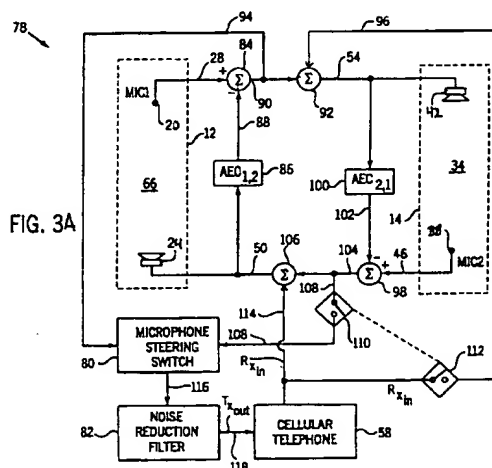 78
94
96
28
84
54
MIC1
+
Σ
Σ
20
90
92
42
88
12
66
AEC1,2
86
100
AEC2,1
34
102
14
FIG. 3A
24
50
106
Σ
104
108
-
Σ
+
98
46
38
MIC2
114
110
108
Rxin
112
MICROPHONE
STEERING
SWITCH
80
116
Rxin
NOISE
REDUCTION
FILTER
82
Txout
118
CELLULAR
TELEPHONE
58